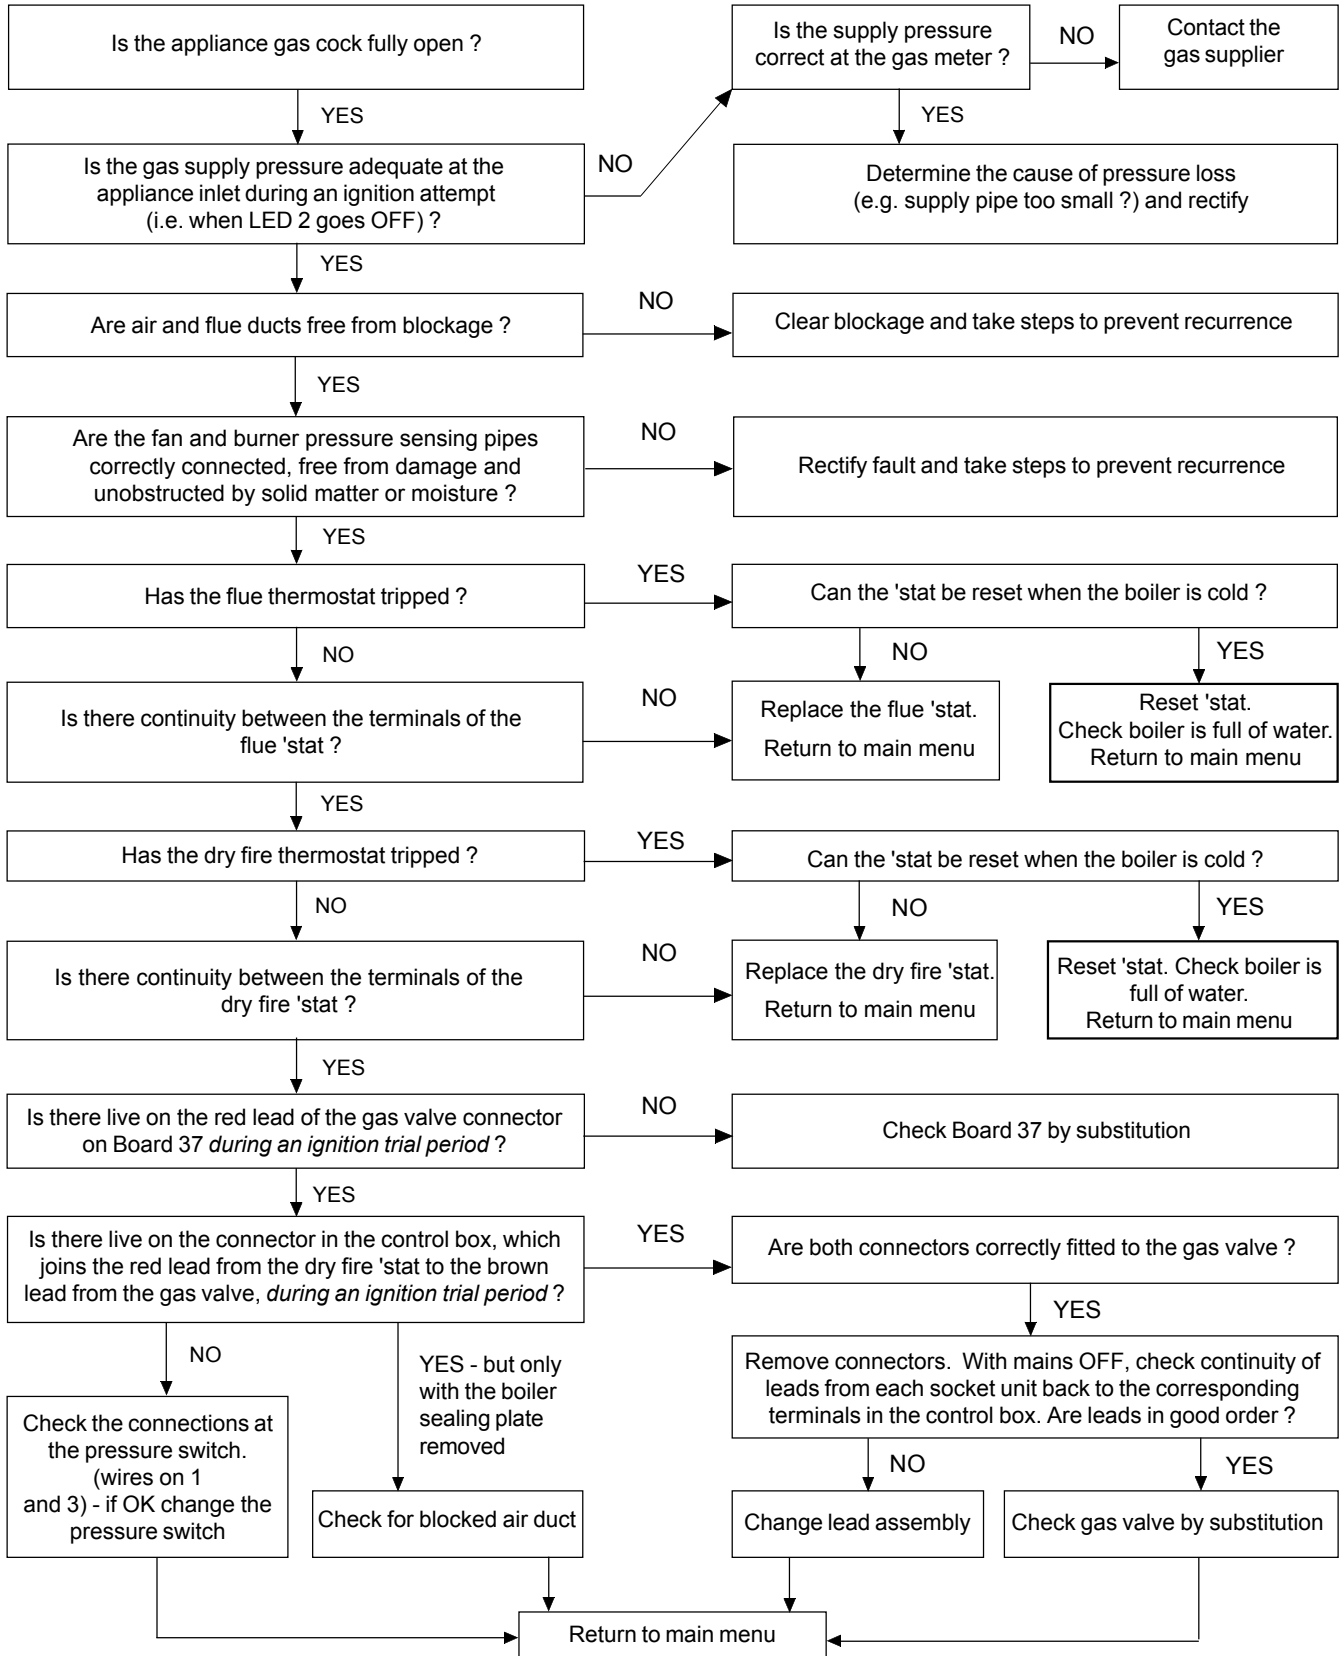 Is the appliance gas cock fully open ?
YES
Is the supply pressure
correct at the gas meter ?
NO
Contact the
gas supplier
YES
Is the gas supply pressure adequate at the
appliance inlet during an ignition attempt
(i.e. when LED 2 goes OFF) ?
NO
Determine the cause of pressure loss
(e.g. supply pipe too small ?) and rectify
YES
Are air and flue ducts free from blockage ?
NO
Clear blockage and take steps to prevent recurrence
YES
Are the fan and burner pressure sensing pipes
correctly connected, free from damage and
unobstructed by solid matter or moisture ?
NO
Rectify fault and take steps to prevent recurrence
YES
Has the flue thermostat tripped ?
YES
Can the 'stat be reset when the boiler is cold ?
NO
NO
YES
Is there continuity between the terminals of the
flue 'stat ?
NO
Replace the flue 'stat.
Return to main menu
Reset 'stat.
Check boiler is full of water.
Return to main menu
YES
Has the dry fire thermostat tripped ?
YES
Can the 'stat be reset when the boiler is cold ?
NO
NO
YES
Is there continuity between the terminals of the
dry fire 'stat ?
NO
Replace the dry fire 'stat.
Return to main menu
Reset 'stat. Check boiler is
full of water.
Return to main menu
YES
Is there live on the red lead of the gas valve connector
on Board 37 during an ignition trial period ?
NO
Check Board 37 by substitution
YES
Is there live on the connector in the control box, which
joins the red lead from the dry fire 'stat to the brown
lead from the gas valve, during an ignition trial period ?
YES
Are both connectors correctly fitted to the gas valve ?
YES
NO
YES - but only
with the boiler
sealing plate
removed
Remove connectors. With mains OFF, check continuity of
leads from each socket unit back to the corresponding
terminals in the control box. Are leads in good order ?
NO
YES
Check the connections at
the pressure switch.
(wires on 1
and 3) - if OK change the
pressure switch
Check for blocked air duct
Change lead assembly
Check gas valve by substitution
Return to main menu